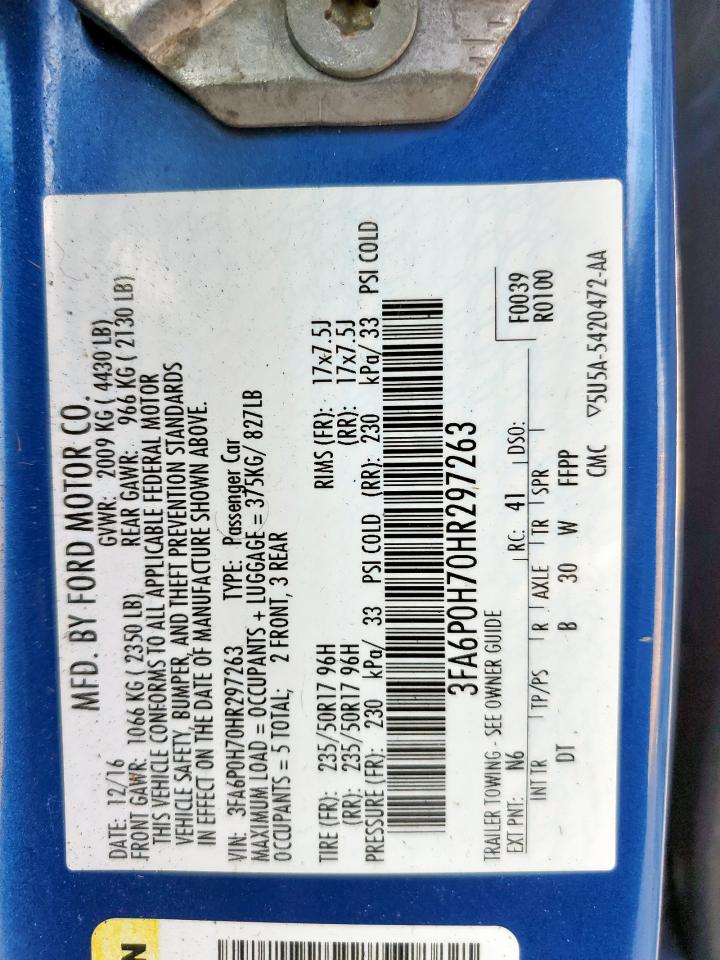 MFD. BY FORD MOTOR CO.
DATE: 12/16 GVWR: 2009 KG ( 4430 LB)
FRONT GAWR: 1066 KG ( 2350 LB) REAR GAWR: 966 KG ( 2130 LB)
THIS VEHICLE CONFORMS TO ALL APPLICABLE FEDERAL MOTOR
VEHICLE SAFETY, BUMPER, AND THEFT PREVENTION STANDARDS
IN EFFECT ON THE DATE OF MANUFACTURE SHOWN ABOVE.
VIN: 3FA6P0H70HR297263 TYPE: Passenger Car
MAXIMUM LOAD = OCCUPANTS + LUGGAGE = 375KG/ 827LB
OCCUPANTS = 5 TOTAL; 2 FRONT, 3 REAR
TIRE (FR): 235/50R17 96H RIMS (FR): 17x7.5J
(RR): 235/50R17 96H (RR): 17x7.5J
PRESSURE (FR): 230 kPa/ 33 PSI COLD (RR): 230 kPa/ 33 PSI COLD
3FA6P0H70HR297263
TRAILER TOWING - SEE OWNER GUIDE
EXT PNT: N6 RC: 41 DSO: F0039
R0100
INT TR TP/PS R AXLE TR SPR
DT B 30 W FFPP
CMC ▽5U5A-5420472-AA
N